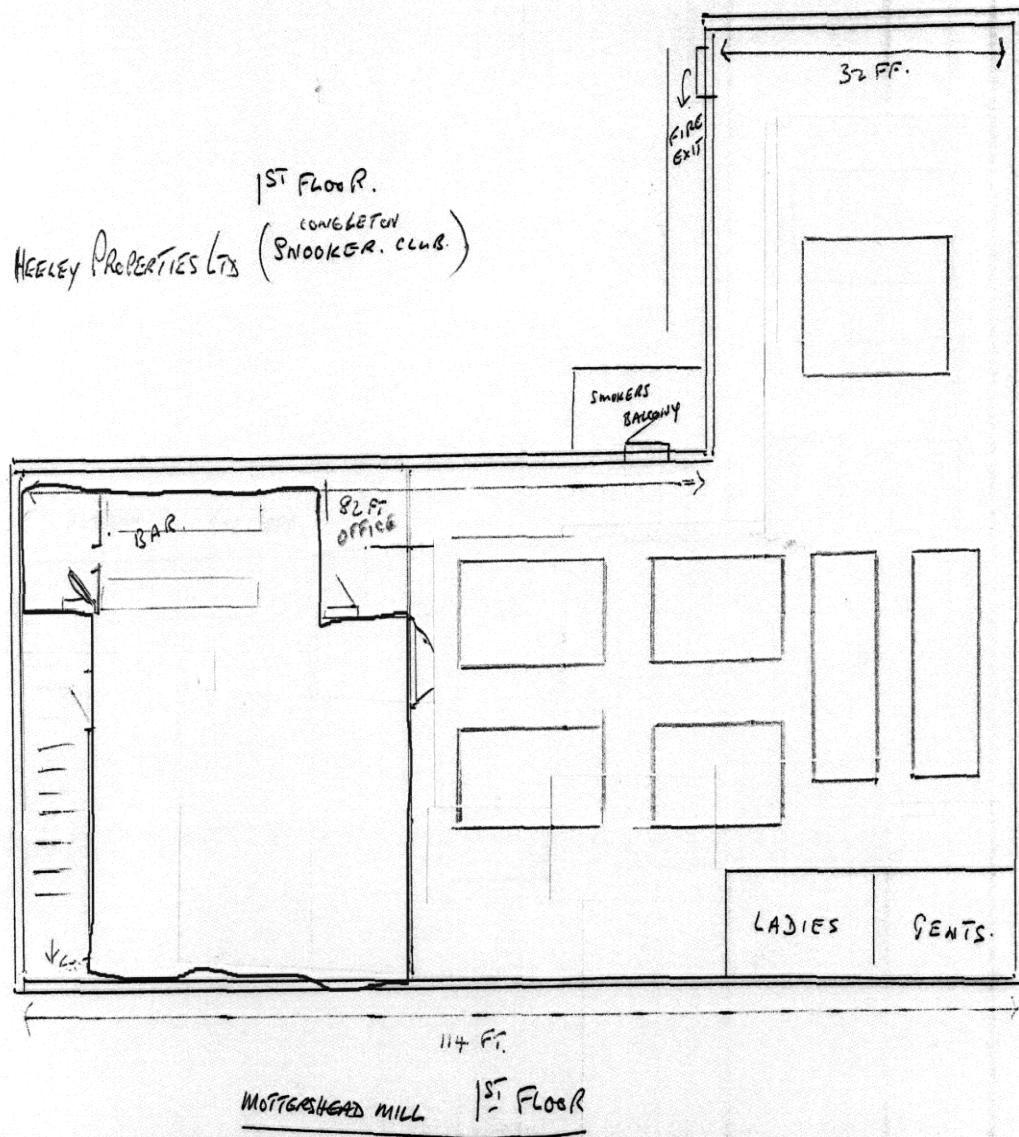 32 FT.
FIRE
EXIT
1ST FLOOR.
HEELEY PROPERTIES LTD (CONGLETON
SNOOKER. CLUB.)
SMOKERS
BALCONY
82 FT
OFFICE
BAR.
LADIES
GENTS.
114 FT.
MOTTERSHEAD MILL 1ST FLOOR